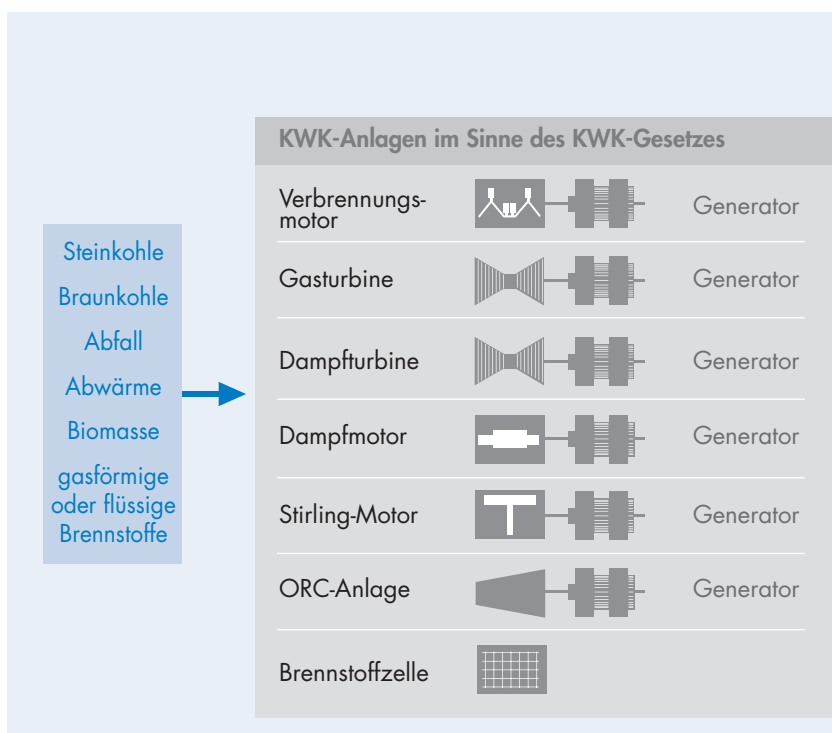 KWK-Anlagen im Sinne des KWK-Gesetzes
Steinkohle
Braunkohle
Abfall
Abwärme
Biomasse
gasförmige
oder flüssige
Brennstoffe
Verbrennungs-
motor
Generator
Gasturbine
Generator
Dampfturbine
Generator
Dampfmotor
Generator
Stirling-Motor
Generator
ORC-Anlage
Generator
Brennstoffzelle